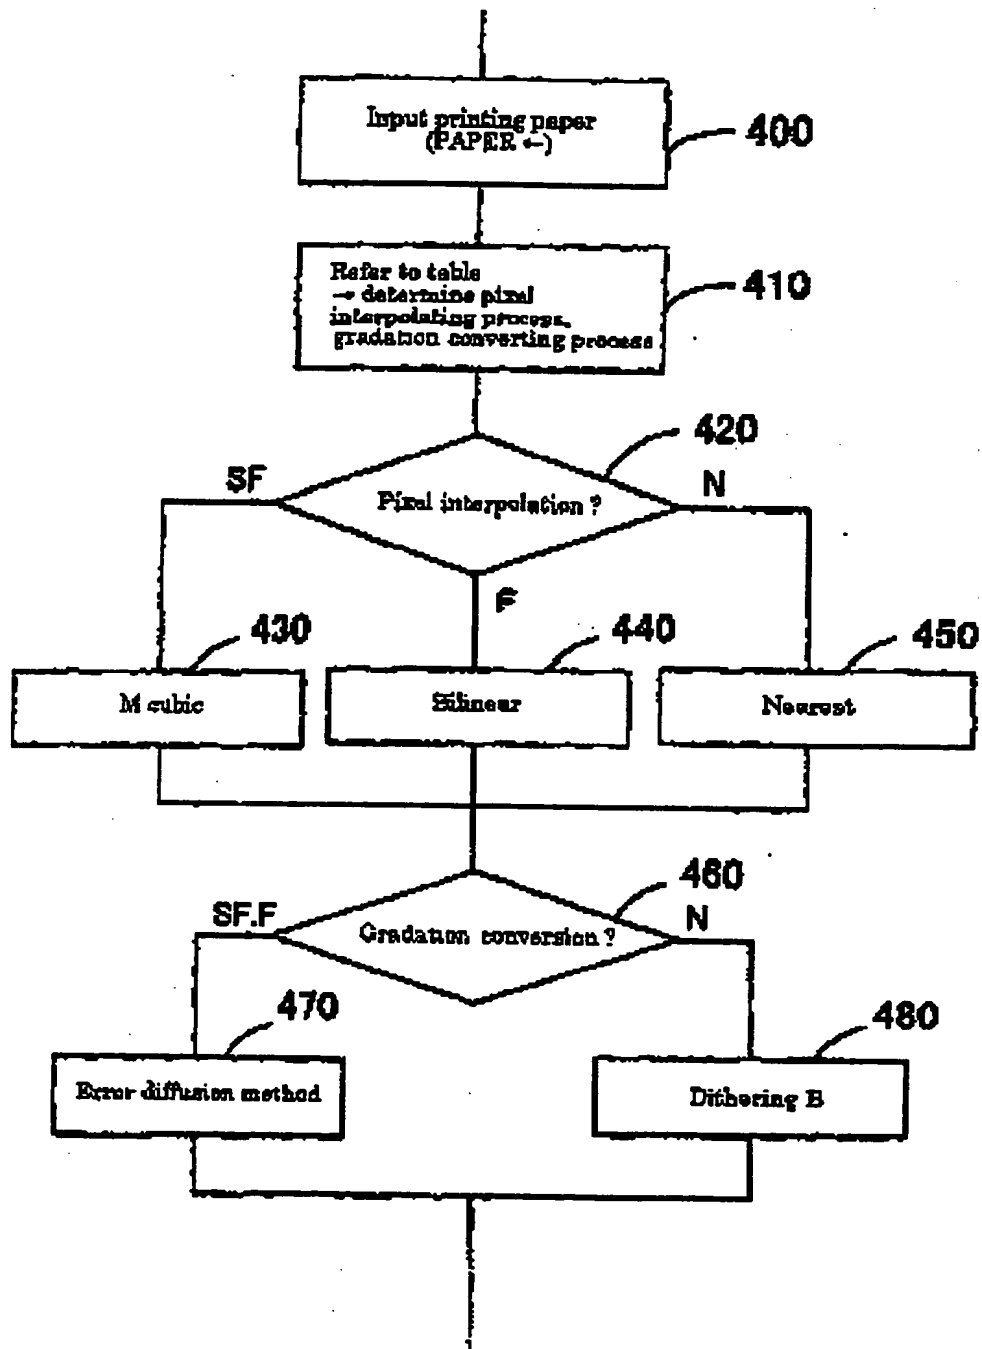 Input printing paper
(PAPER ←)
400
Refer to table
→ determine pixel
interpolating process,
gradation converting process
410
420
SF
Pixel interpolation ?
N
F
430
440
450
M cubic
Bilinear
Nearest
460
SF.F
Gradation conversion ?
N
470
480
Error diffusion method
Dithering B